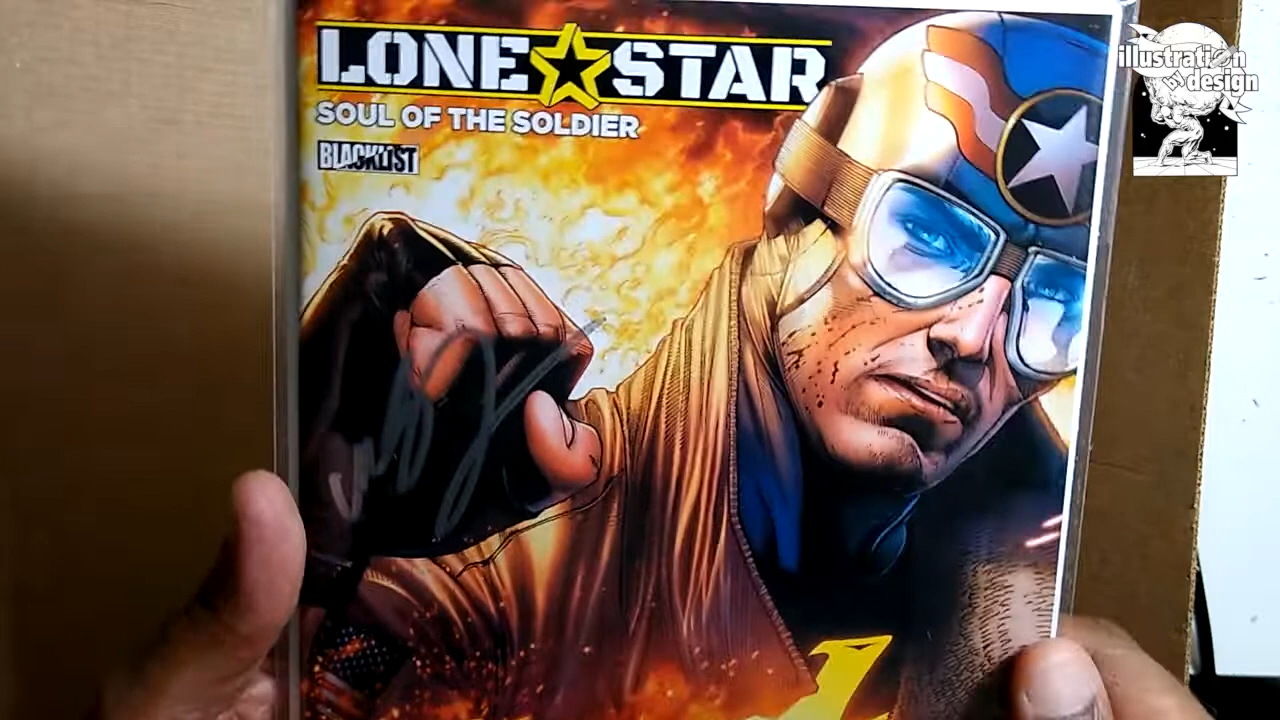 LONE STAR
SOUL OF THE SOLDIER
BLACKLIST
illustration
design